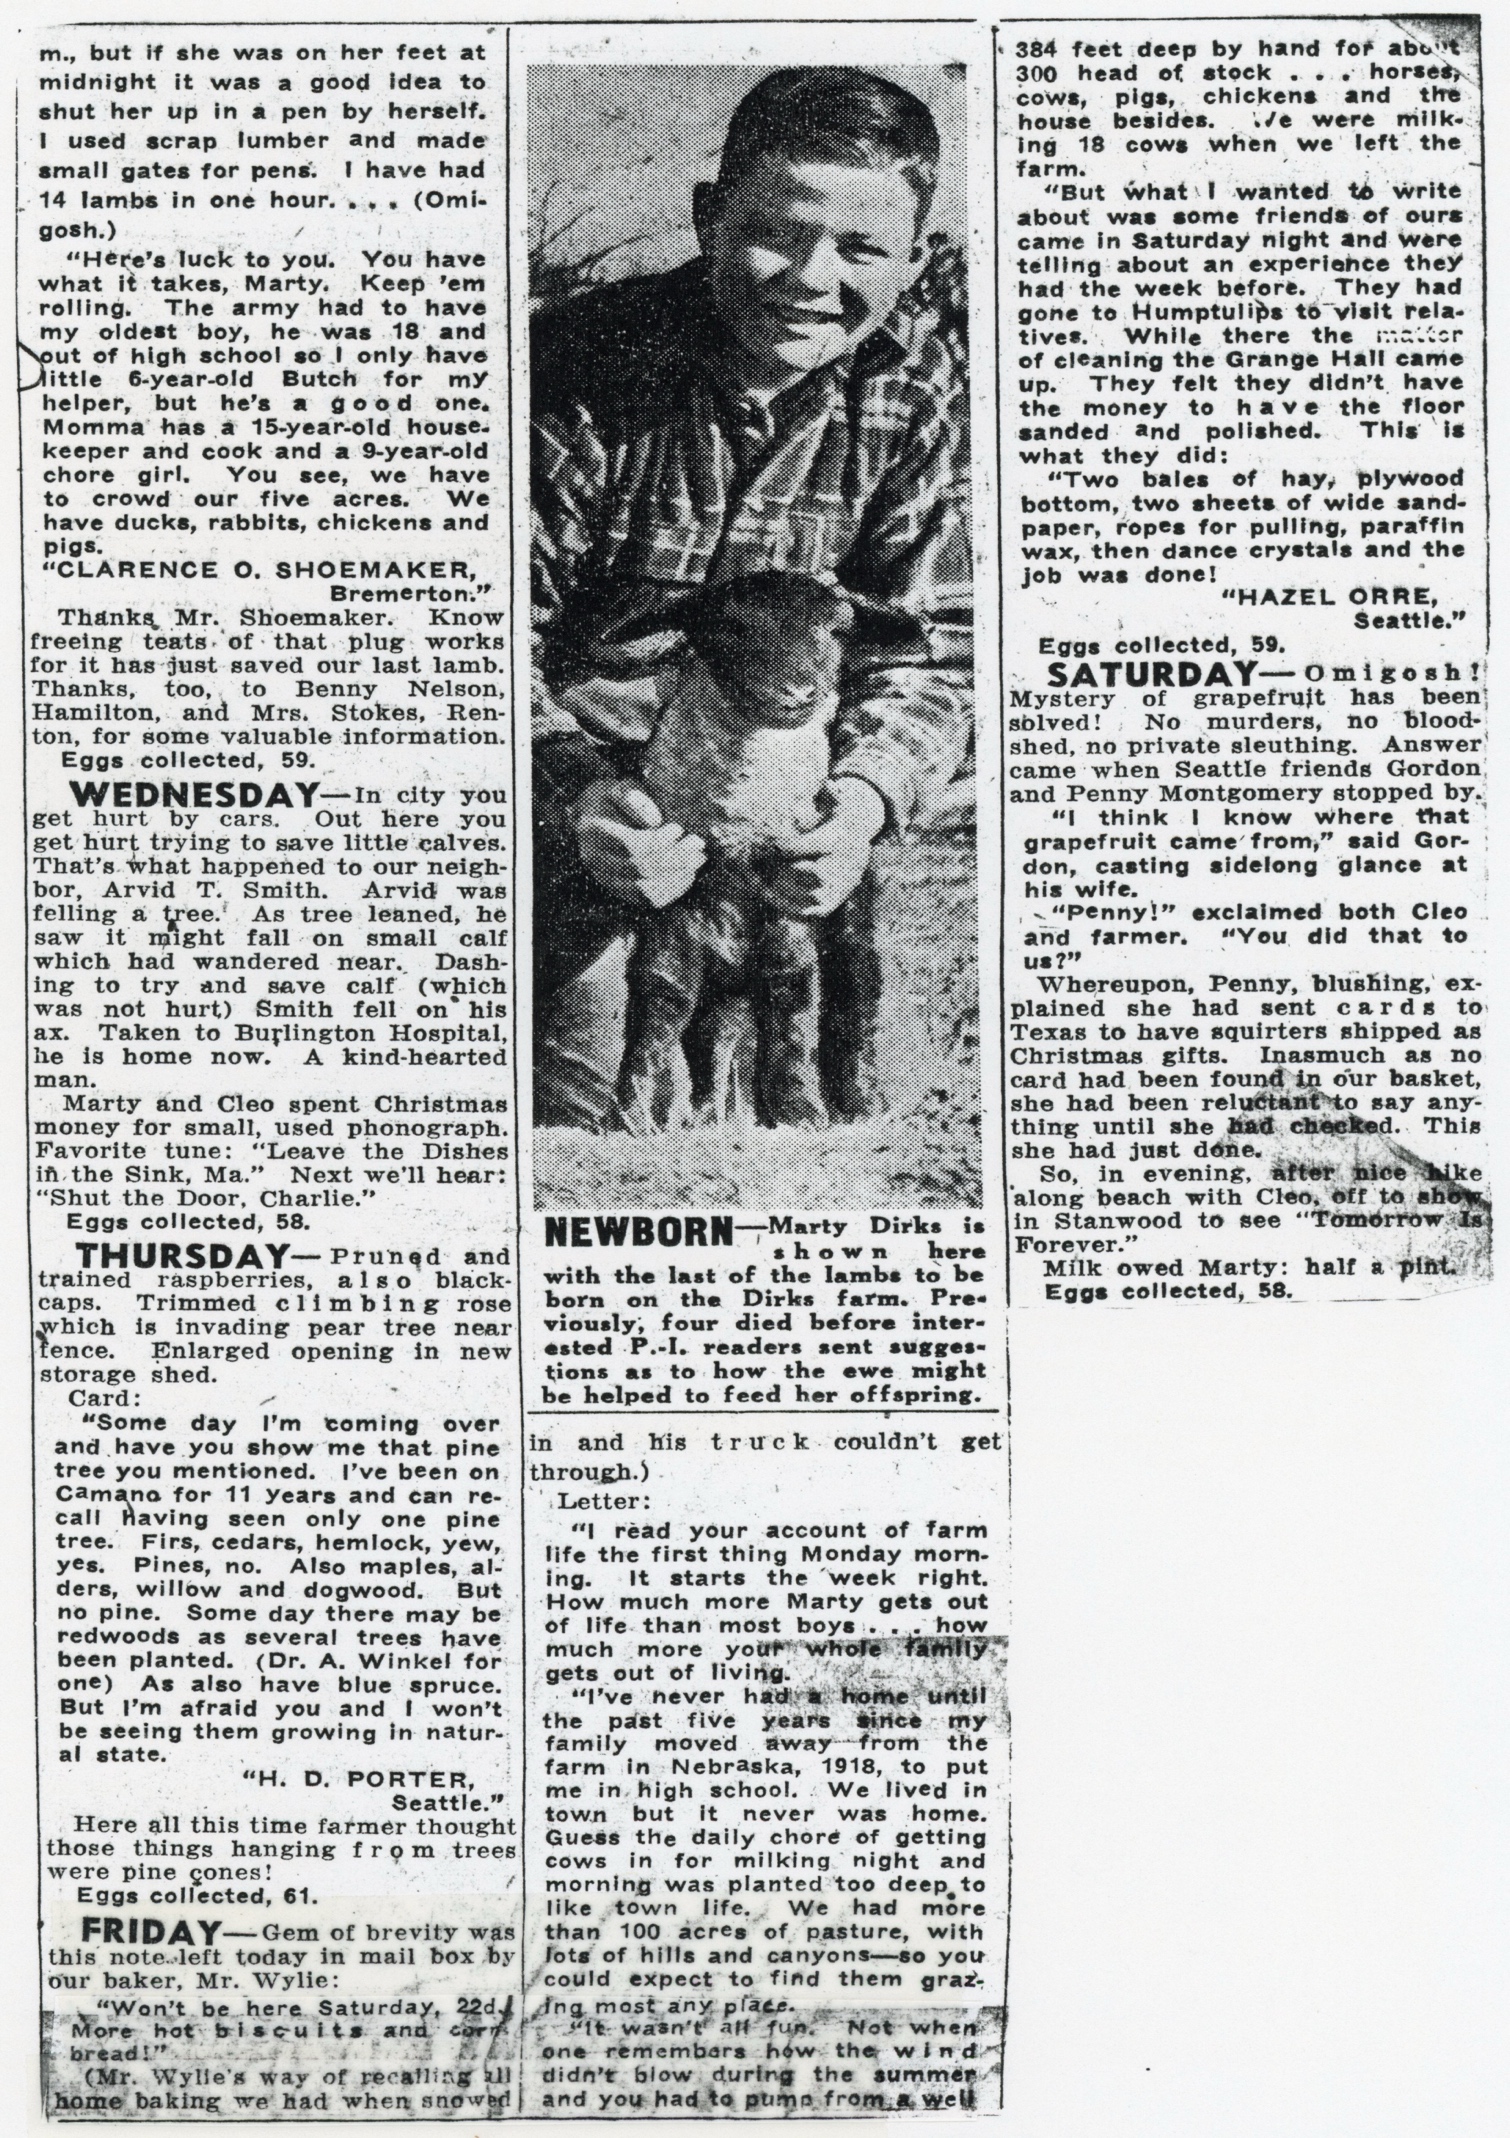 m., but if she was on her feet at
midnight it was a good idea to
shut her up in a pen by herself.
I used scrap lumber and made
small gates for pens. I have had
14 lambs in one hour. . . . (Omi-
gosh.)
"Here's luck to you. You have
what it takes, Marty. Keep 'em
rolling. The army had to have
my oldest boy, he was 18 and
out of high school so I only have
little 6-year-old Butch for my
helper, but he's a good one.
Momma has a 15-year-old house-
keeper and cook and a 9-year-old
chore girl. You see, we have
to crowd our five acres. We
have ducks, rabbits, chickens and
pigs.
"CLARENCE O. SHOEMAKER,
Bremerton."
Thanks Mr. Shoemaker. Know
freeing teats of that plug works
for it has just saved our last lamb.
Thanks, too, to Benny Nelson,
Hamilton, and Mrs. Stokes, Ren-
ton, for some valuable information.
Eggs collected, 59.
WEDNESDAY—In city you
get hurt by cars. Out here you
get hurt trying to save little calves.
That's what happened to our neigh-
bor, Arvid T. Smith. Arvid was
felling a tree. As tree leaned, he
saw it might fall on small calf
which had wandered near. Dash-
ing to try and save calf (which
was not hurt) Smith fell on his
ax. Taken to Burlington Hospital,
he is home now. A kind-hearted
man.
Marty and Cleo spent Christmas
money for small, used phonograph.
Favorite tune: "Leave the Dishes
in the Sink, Ma." Next we'll hear:
"Shut the Door, Charlie."
Eggs collected, 58.
THURSDAY—Pruned and
trained raspberries, also black-
caps. Trimmed climbing rose
which is invading pear tree near
fence. Enlarged opening in new
storage shed.
Card:
"Some day I'm coming over
and have you show me that pine
tree you mentioned. I've been on
Camano for 11 years and can re-
call having seen only one pine
tree. Firs, cedars, hemlock, yew,
yes. Pines, no. Also maples, al-
ders, willow and dogwood. But
no pine. Some day there may be
redwoods as several trees have
been planted. (Dr. A. Winkel for
one) As also have blue spruce.
But I'm afraid you and I won't
be seeing them growing in natur-
al state.
"H. D. PORTER,
Seattle."
Here all this time farmer thought
those things hanging from trees
were pine cones!
Eggs collected, 61.
FRIDAY—Gem of brevity was
this note left today in mail box by
our baker, Mr. Wylie:
"Won't be here Saturday, 22d.
More hot biscuits and corn
bread!"
(Mr. Wylie's way of recalling all
home baking we had when snowed
NEWBORN—Marty Dirks is
shown here
with the last of the lambs to be
born on the Dirks farm. Pre-
viously, four died before inter-
ested P.-I. readers sent sugges-
tions as to how the ewe might
be helped to feed her offspring.
in and his truck couldn't get
through.)
Letter:
"I read your account of farm
life the first thing Monday morn-
ing. It starts the week right.
How much more Marty gets out
of life than most boys . . . how
much more your whole family
gets out of living.
"I've never had a home until
the past five years since my
family moved away from the
farm in Nebraska, 1918, to put
me in high school. We lived in
town but it never was home.
Guess the daily chore of getting
cows in for milking night and
morning was planted too deep to
like town life. We had more
than 100 acres of pasture, with
lots of hills and canyons—so you
could expect to find them graz-
ing most any place.
"It wasn't all fun. Not when
one remembers how the wind
didn't blow during the summer
and you had to pump from a well
384 feet deep by hand for about
300 head of stock . . . horses,
cows, pigs, chickens and the
house besides. We were milk-
ing 18 cows when we left the
farm.
"But what I wanted to write
about was some friends of ours
came in Saturday night and were
telling about an experience they
had the week before. They had
gone to Humptulips to visit rela-
tives. While there the matter
of cleaning the Grange Hall came
up. They felt they didn't have
the money to have the floor
sanded and polished. This is
what they did:
"Two bales of hay, plywood
bottom, two sheets of wide sand-
paper, ropes for pulling, paraffin
wax, then dance crystals and the
job was done!
"HAZEL ORRE,
Seattle."
Eggs collected, 59.
SATURDAY—Omigosh!
Mystery of grapefruit has been
solved! No murders, no blood-
shed, no private sleuthing. Answer
came when Seattle friends Gordon
and Penny Montgomery stopped by.
"I think I know where that
grapefruit came from," said Gor-
don, casting sidelong glance at
his wife.
"Penny!" exclaimed both Cleo
and farmer. "You did that to
us?"
Whereupon, Penny, blushing, ex-
plained she had sent cards to
Texas to have squirters shipped as
Christmas gifts. Inasmuch as no
card had been found in our basket,
she had been reluctant to say any-
thing until she had checked. This
she had just done.
So, in evening, after nice hike
along beach with Cleo, off to show
in Stanwood to see "Tomorrow Is
Forever."
Milk owed Marty: half a pint.
Eggs collected, 58.